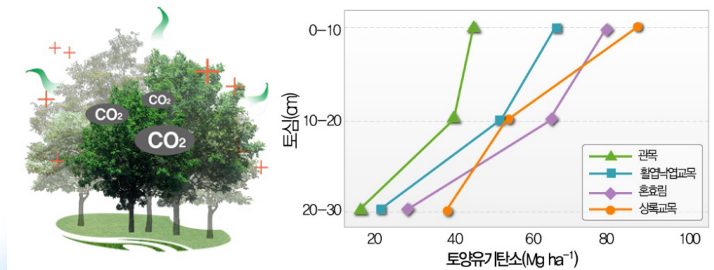 CO₂
CO₂
CO₂
토심(cm)
0-10
10-20
20-30
관목
활엽낙엽교목
혼효림
상록교목
20 40 60 80 100
토양유기탄소(Mg ha⁻¹)